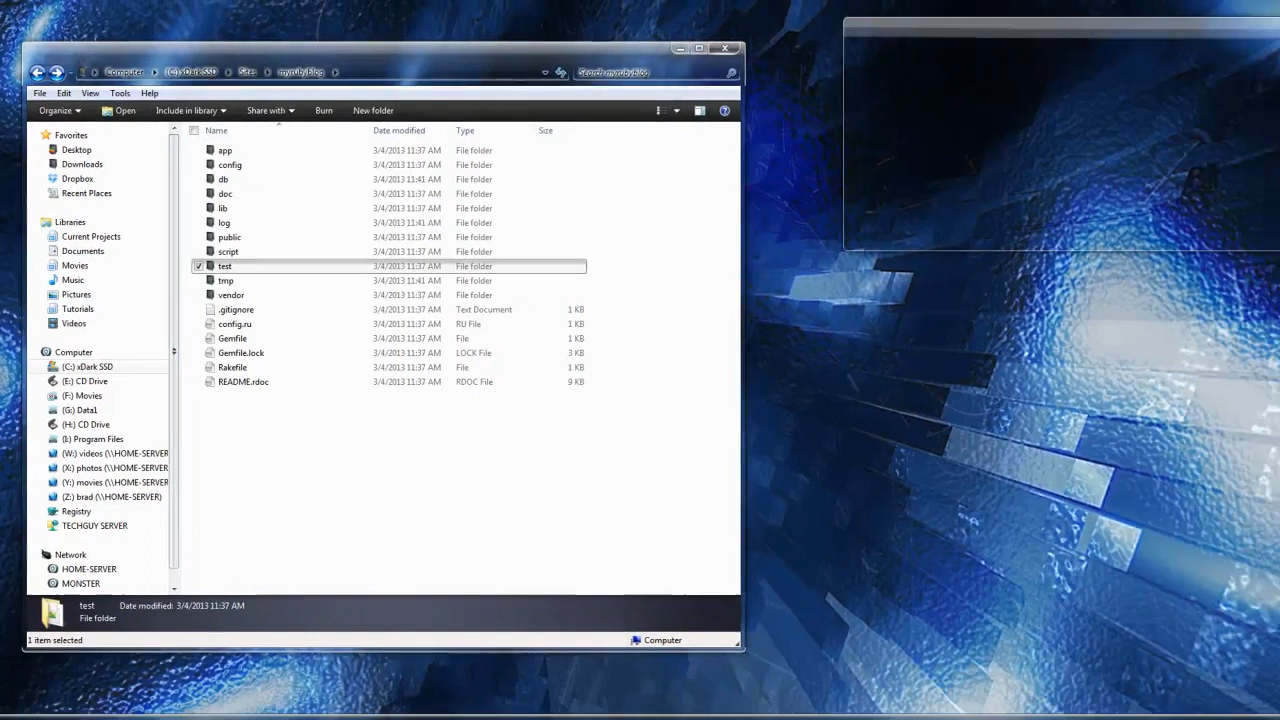 Computer (C:) xDark SSD Sites myrubyblog Search myrubyblog
File Edit View Tools Help
Organize Open Include in library Share with Burn New folder
Name Date modified Type Size
Favorites
Desktop
Downloads
Dropbox
Recent Places
Libraries
Current Projects
Documents
Movies
Music
Pictures
Tutorials
Videos
Computer
(C:) xDark SSD
(E:) CD Drive
(F:) Movies
(G:) Data1
(H:) CD Drive
(I:) Program Files
(W:) videos (\\HOME-SERVER
(X:) photos (\\HOME-SERVER
(Y:) movies (\\HOME-SERVER
(Z:) brad (\\HOME-SERVER)
Registry
TECHGUY SERVER
Network
HOME-SERVER
MONSTER
app 3/4/2013 11:37 AM File folder
config 3/4/2013 11:37 AM File folder
db 3/4/2013 11:41 AM File folder
doc 3/4/2013 11:37 AM File folder
lib 3/4/2013 11:37 AM File folder
log 3/4/2013 11:41 AM File folder
public 3/4/2013 11:37 AM File folder
script 3/4/2013 11:37 AM File folder
test 3/4/2013 11:37 AM File folder
tmp 3/4/2013 11:41 AM File folder
vendor 3/4/2013 11:37 AM File folder
.gitignore 3/4/2013 11:37 AM Text Document 1 KB
config.ru 3/4/2013 11:37 AM RU File 1 KB
Gemfile 3/4/2013 11:37 AM File 1 KB
Gemfile.lock 3/4/2013 11:37 AM LOCK File 3 KB
Rakefile 3/4/2013 11:37 AM File 1 KB
README.rdoc 3/4/2013 11:37 AM RDOC File 9 KB
test Date modified: 3/4/2013 11:37 AM
File folder
1 item selected Computer